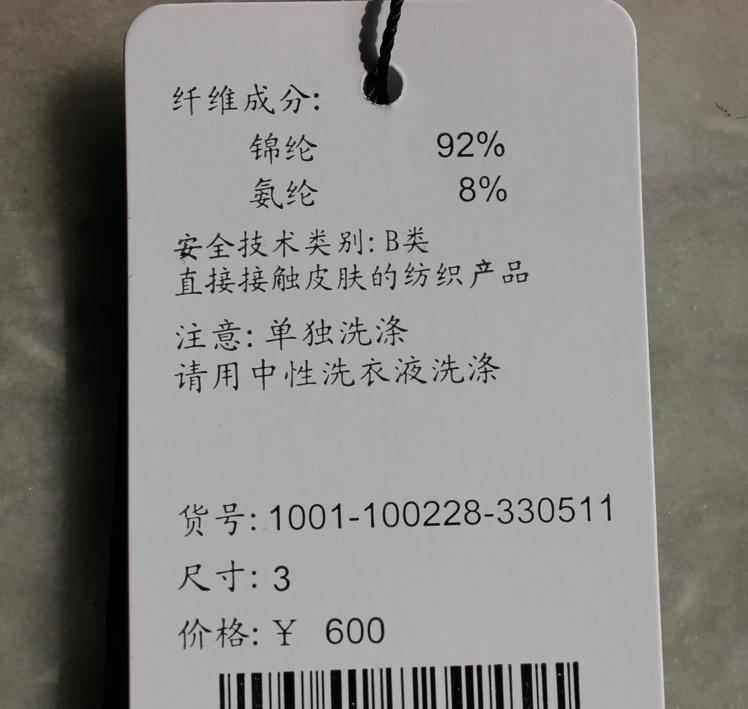 纤维成分:
锦纶 92%
氨纶 8%
安全技术类别: B类
直接接触皮肤的纺织产品
注意: 单独洗涤
请用中性洗衣液洗涤
货号: 1001-100228-330511
尺寸: 3
价格: ¥ 600